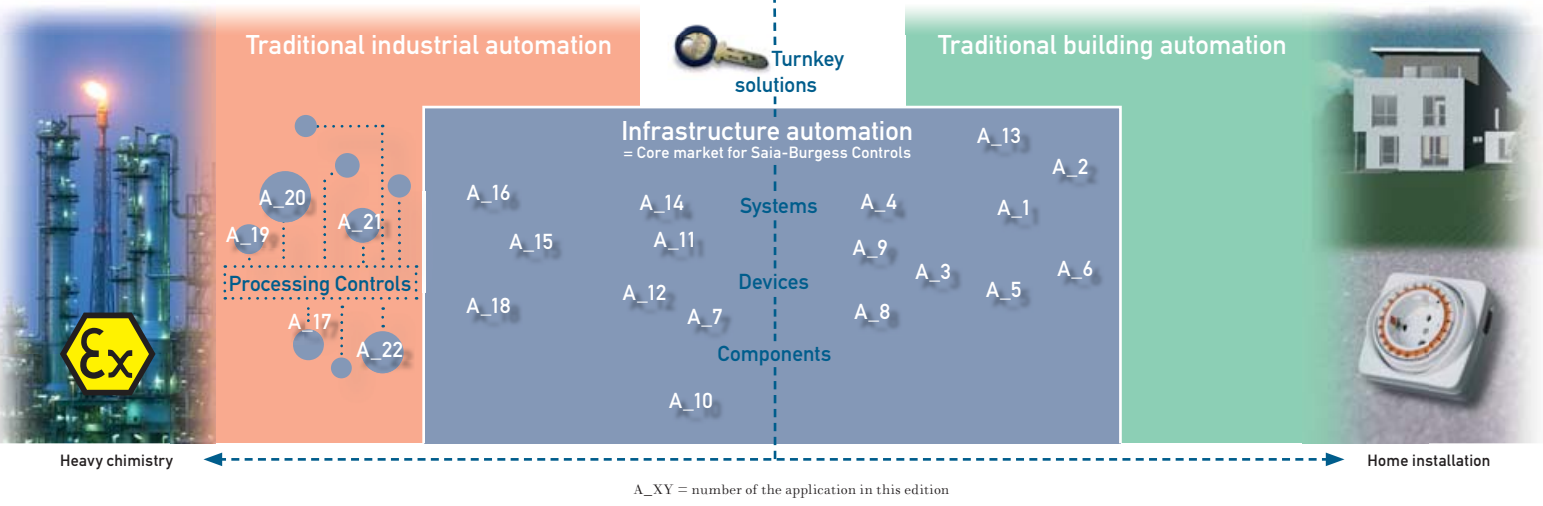 Traditional industrial automation
Turnkey
solutions
Traditional building automation
Infrastructure automation
= Core market for Saia-Burgess Controls
A_13
A_2
A_16
A_14
Systems
A_4
A_1
A_20
A_21
A_19
A_15
A_11
A_9
A_3
A_6
Processing Controls
Devices
A_5
A_12
A_18
A_7
A_8
A_17
A_22
Components
A_10
Ex
Heavy chimistry
Home installation
A_XY = number of the application in this edition